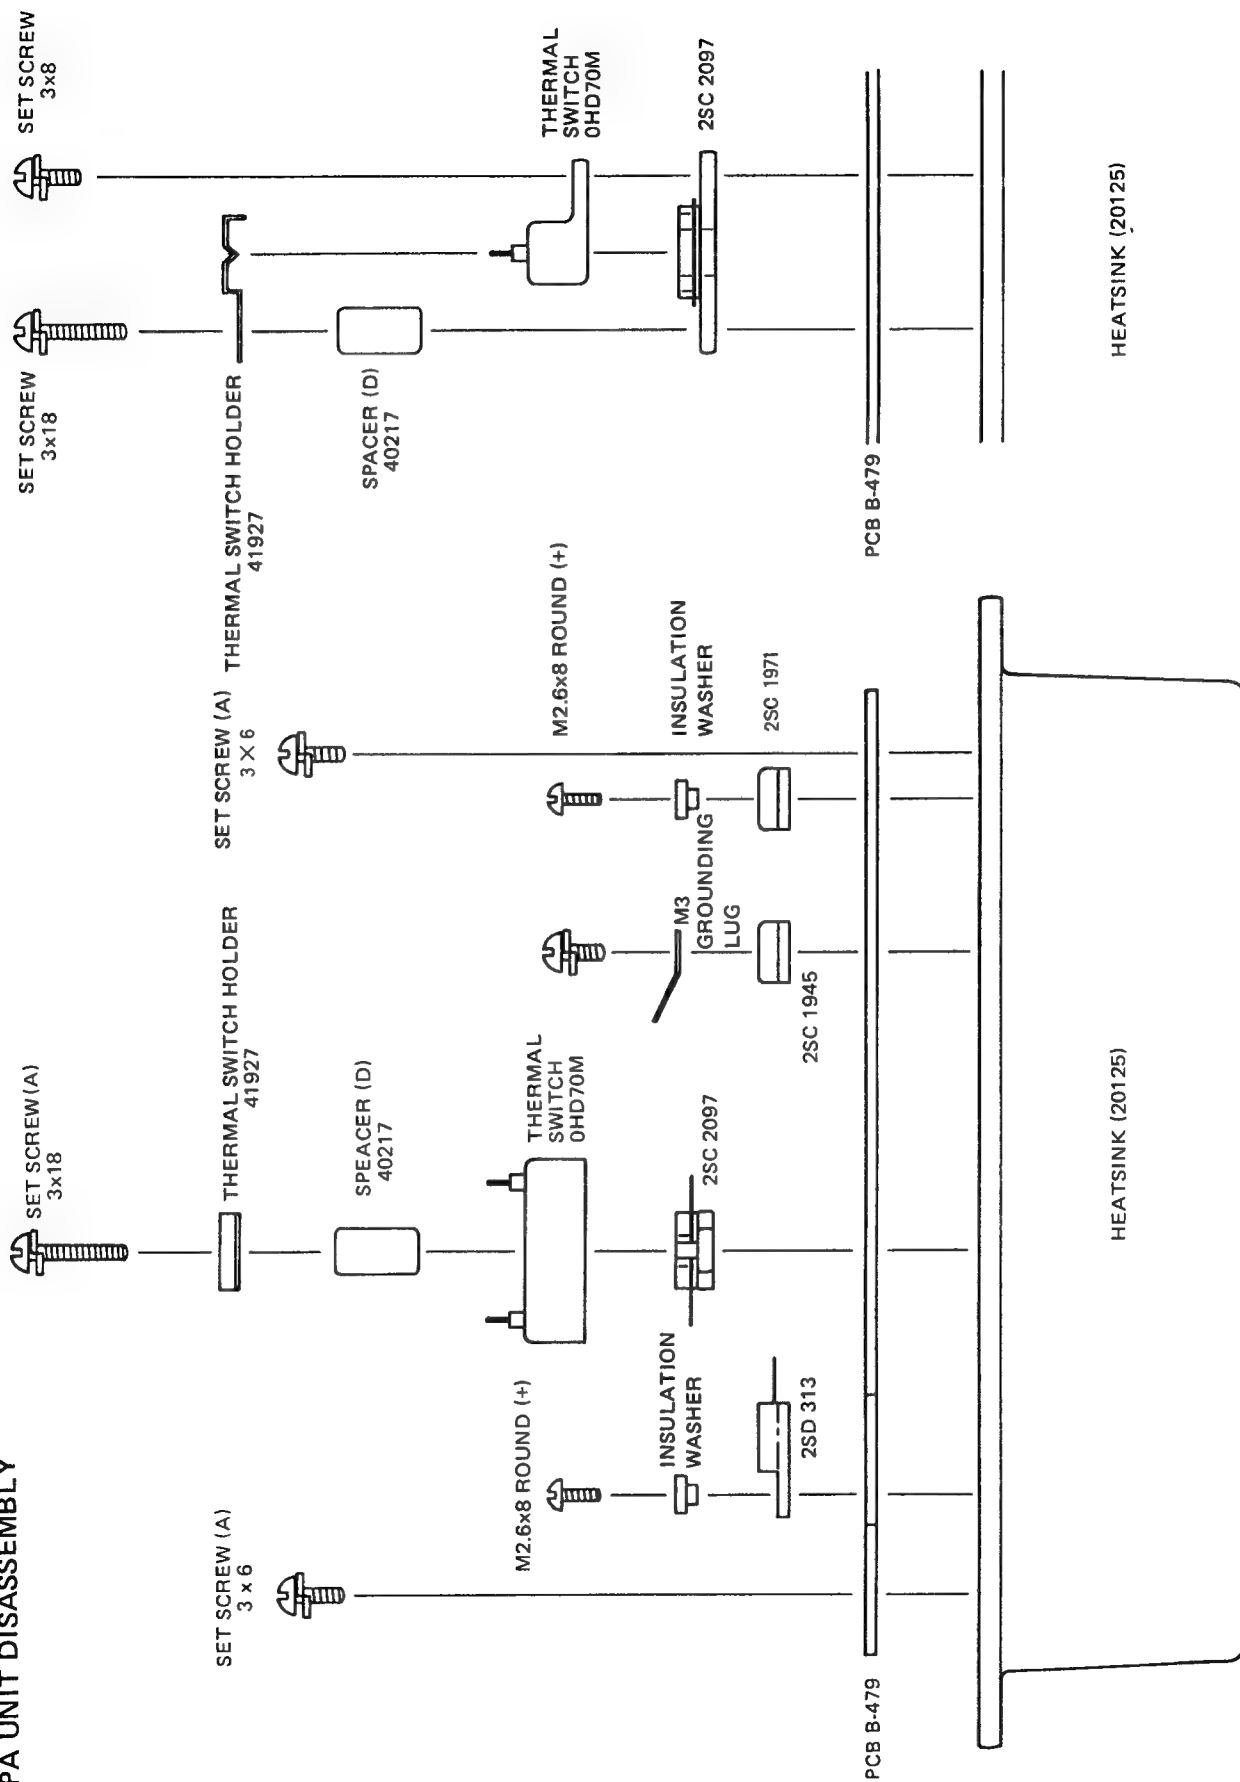 PA UNIT DISASSEMBLY
SET SCREW (A)
3 x 6
M2.6x8 ROUND (+)
INSULATION
WASHER
2SD 313
PCB B-479
SET SCREW (A)
3x18
THERMAL SWITCH HOLDER
41927
SPEACER (D)
40217
THERMAL
SWITCH
0HD70M
2SC 2097
M3
GROUNDING
LUG
2SC 1945
SET SCREW (A)
3 X 6
M2.6x8 ROUND (+)
INSULATION
WASHER
2SC 1971
HEATSINK (20125)
SET SCREW
3x18
SET SCREW
3x8
THERMAL SWITCH HOLDER
41927
SPACER (D)
40217
THERMAL
SWITCH
0HD70M
2SC 2097
PCB B-479
HEATSINK (20125)